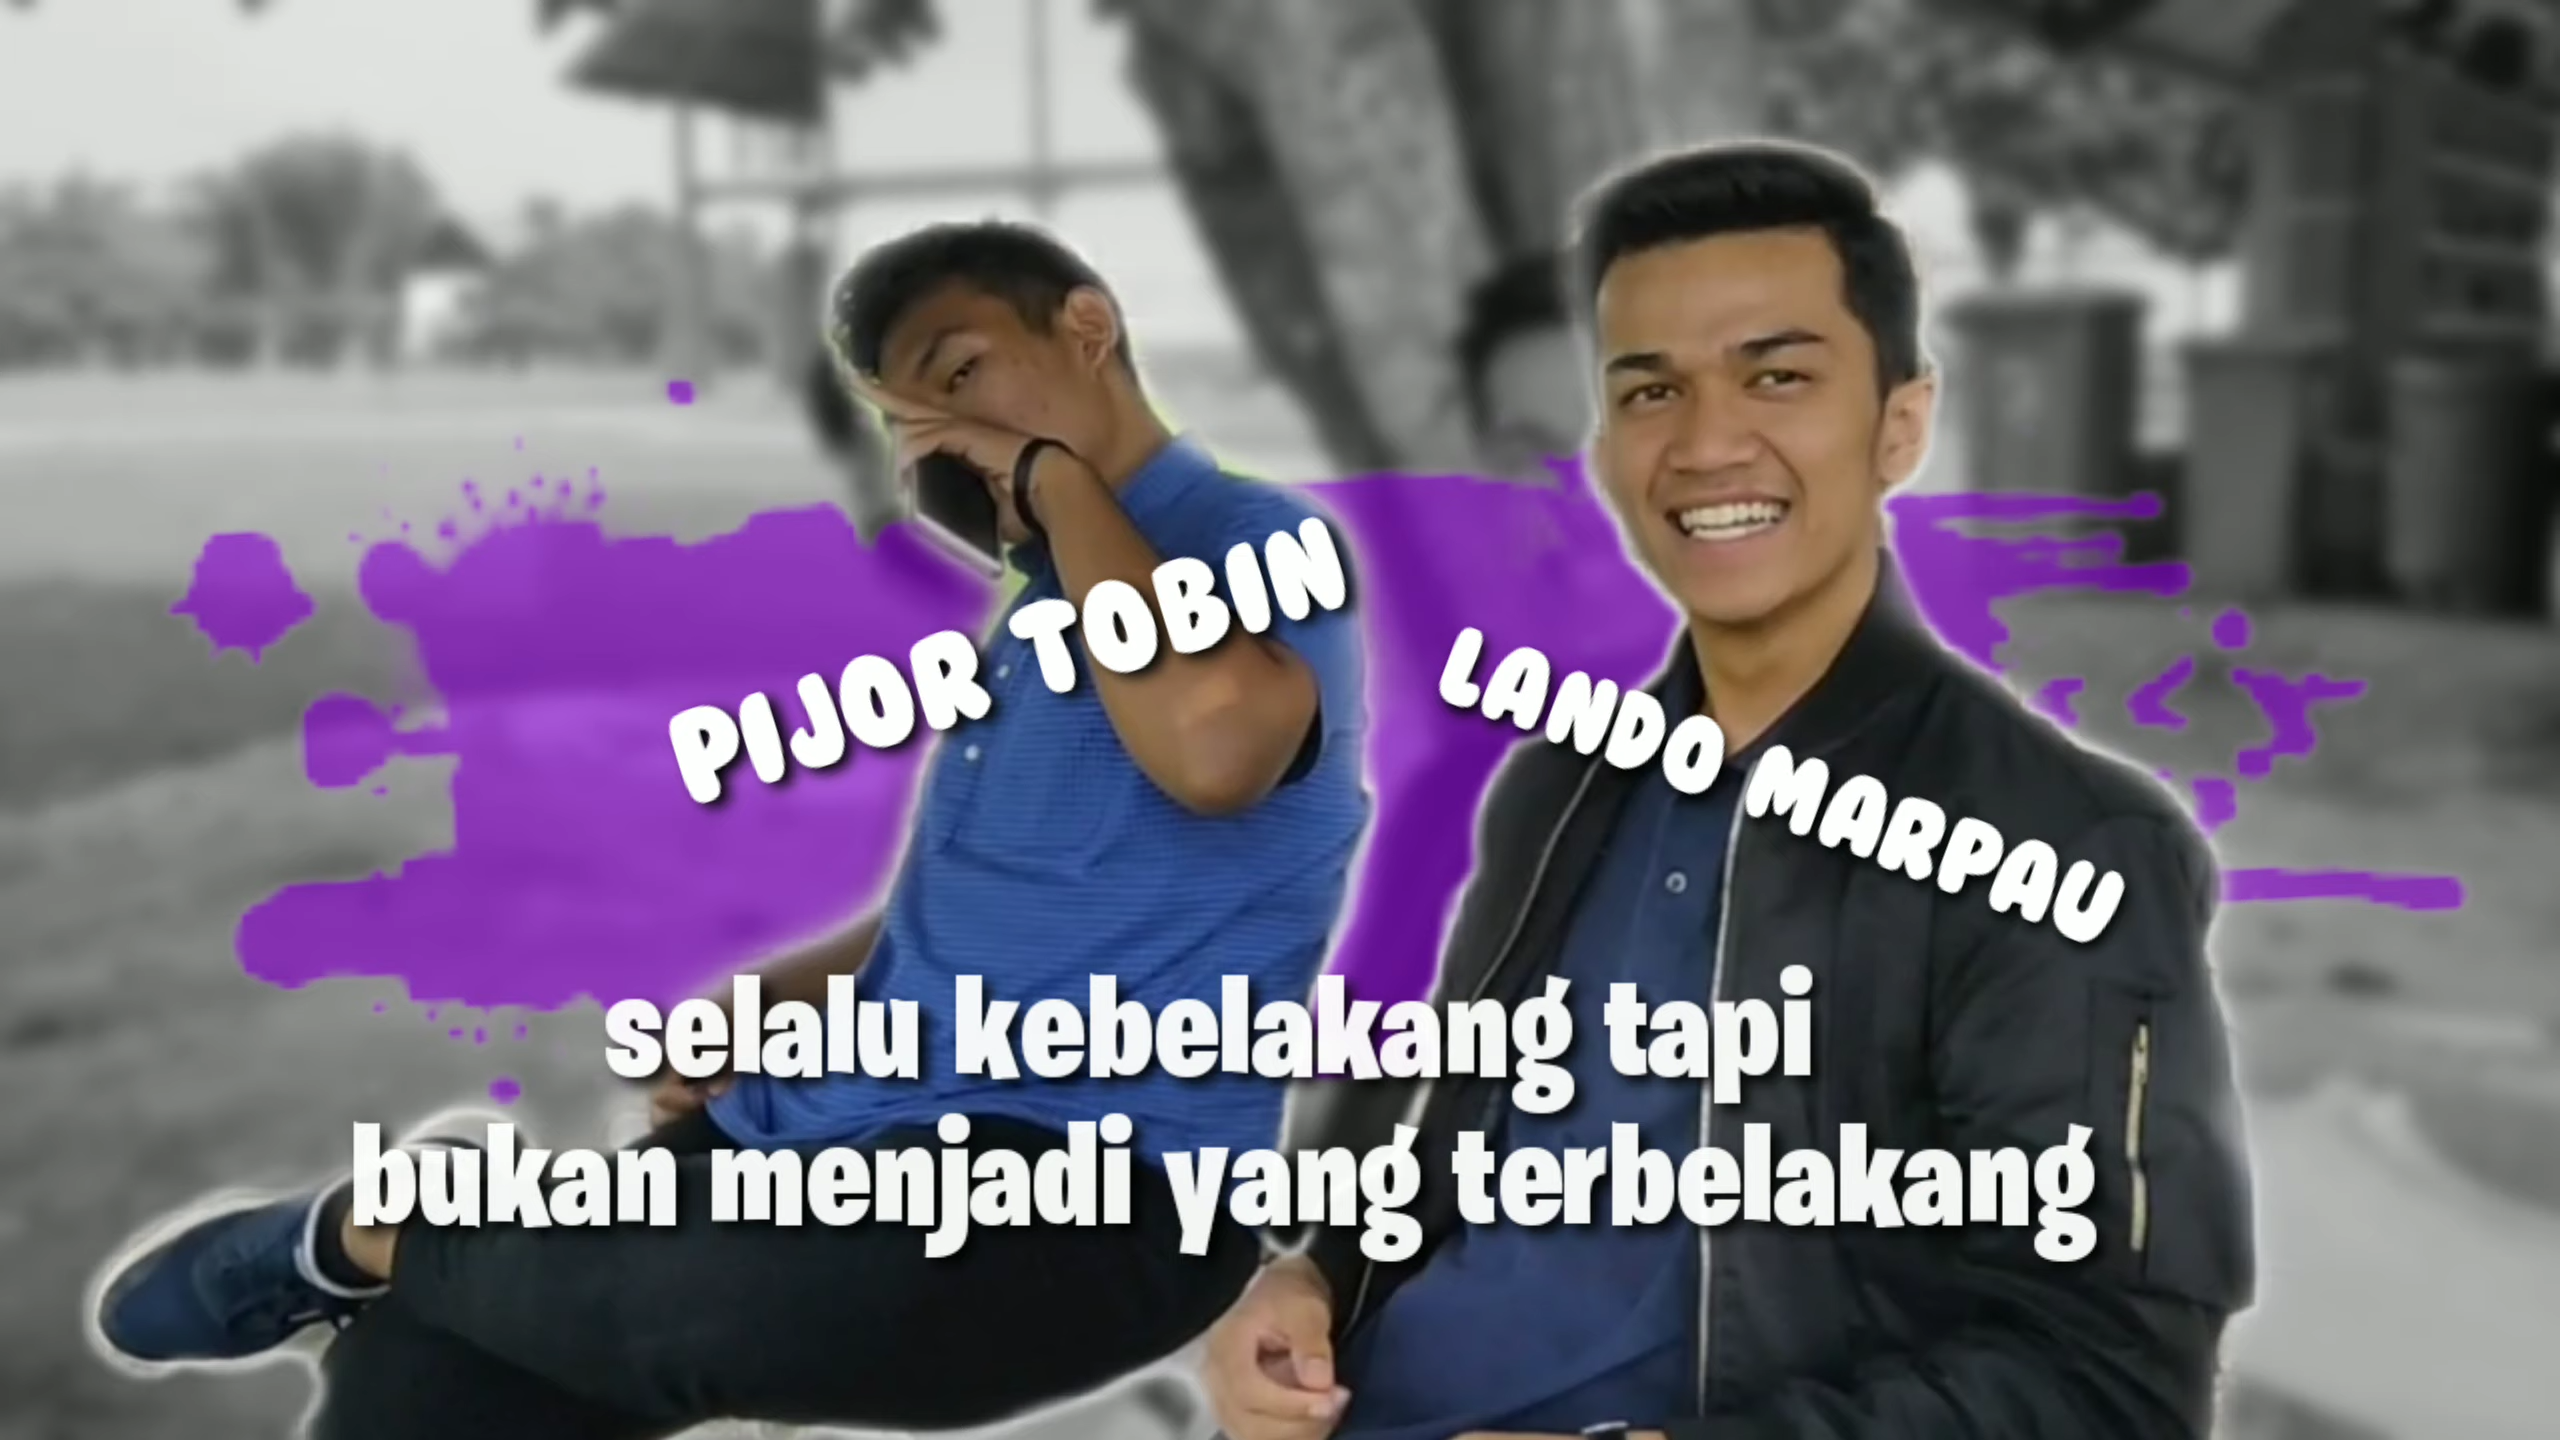 PIJOR TOBIN
LANDO MARPAU
selalu kebelakang tapi
bukan menjadi yang terbelakang